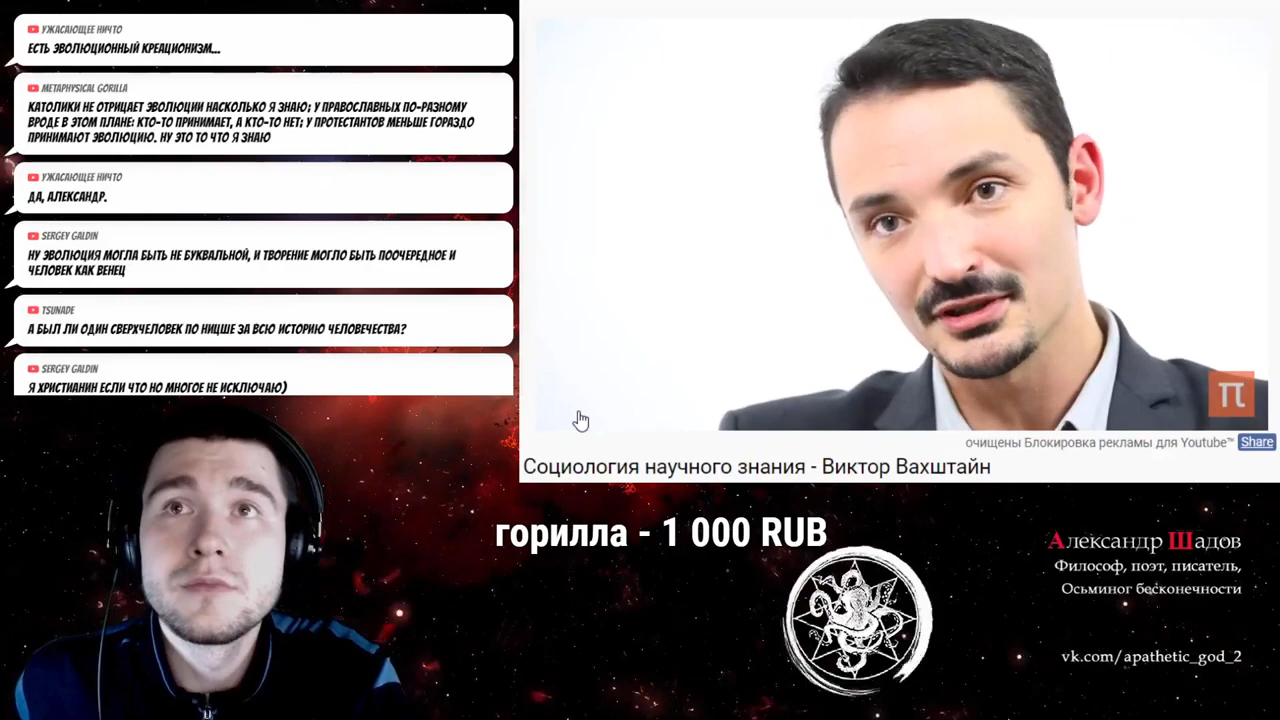 УЖАСАЮЩЕЕ НИЧТО
ЕСТЬ ЭВОЛЮЦИОННЫЙ КРЕАЦИОНИЗМ...
METAPHYSICAL GORILLA
КАТОЛИКИ НЕ ОТРИЦАЕТ ЭВОЛЮЦИИ НАСКОЛЬКО Я ЗНАЮ; У ПРАВОСЛАВНЫХ ПО-РАЗНОМУ
ВРОДЕ В ЭТОМ ПЛАНЕ: КТО-ТО ПРИНИМАЕТ, А КТО-ТО НЕТ; У ПРОТЕСТАНТОВ МЕНЬШЕ ГОРАЗДО
ПРИНИМАЮТ ЭВОЛЮЦИЮ. НУ ЭТО ТО ЧТО Я ЗНАЮ
УЖАСАЮЩЕЕ НИЧТО
ДА, АЛЕКСАНДР.
SERGEY GALDIN
НУ ЭВОЛЮЦИЯ МОГЛА БЫТЬ НЕ БУКВАЛЬНОЙ, И ТВОРЕНИЕ МОГЛО БЫТЬ ПООЧЕРЕДНОЕ И
ЧЕЛОВЕК КАК ВЕНЕЦ
TSUNADE
А БЫЛ ЛИ ОДИН СВЕРХЧЕЛОВЕК ПО НИЦШЕ ЗА ВСЮ ИСТОРИЮ ЧЕЛОВЕЧЕСТВА?
SERGEY GALDIN
Я ХРИСТИАНИН ЕСЛИ ЧТО НО МНОГОЕ НЕ ИСКЛЮЧАЮ)
π
очищены Блокировка рекламы для Youtube™ Share
Социология научного знания - Виктор Вахштайн
горилла - 1 000 RUB
Александр Шадов
Философ, поэт, писатель,
Осьминог бесконечности
vk.com/apathetic_god_2